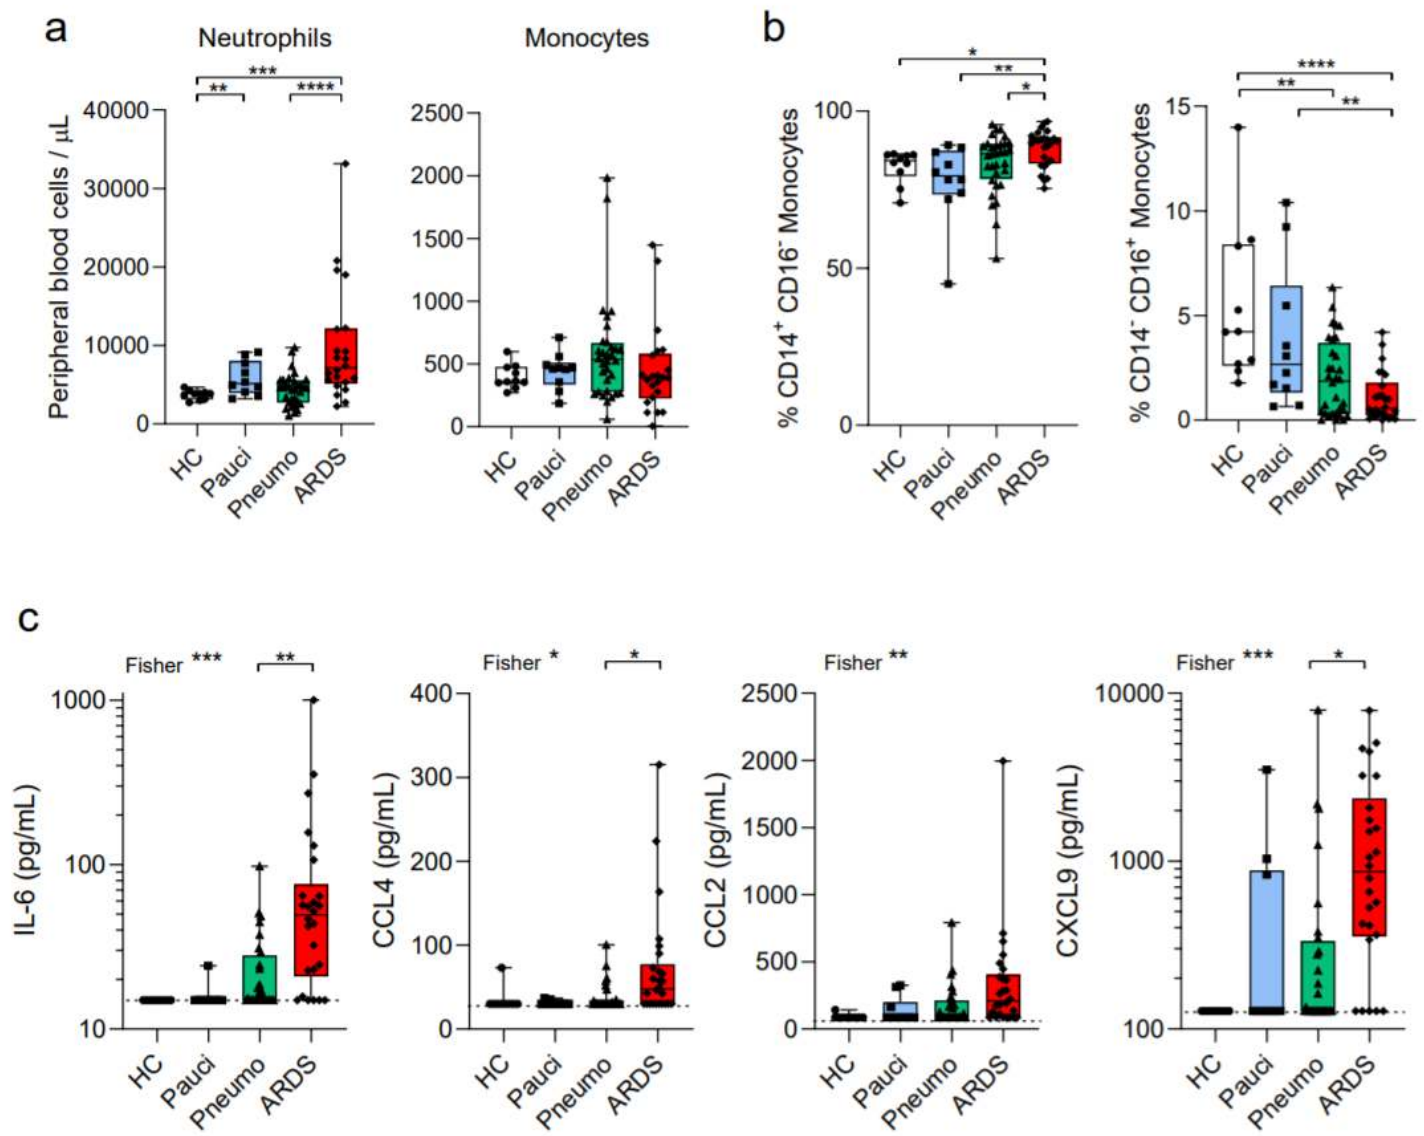 a
Neutrophils
Monocytes
b
***
**
****
*
**
*
****
**
**
Peripheral blood cells / μL
40000
30000
20000
10000
0
HC
Pauci
Pneumo
ARDS
2500
2000
1500
1000
500
0
HC
Pauci
Pneumo
ARDS
% CD14+ CD16- Monocytes
100
50
0
HC
Pauci
Pneumo
ARDS
% CD14- CD16+ Monocytes
15
10
5
0
HC
Pauci
Pneumo
ARDS
c
Fisher ***
**
IL-6 (pg/mL)
1000
100
10
HC
Pauci
Pneumo
ARDS
Fisher *
*
CCL4 (pg/mL)
400
300
200
100
0
HC
Pauci
Pneumo
ARDS
Fisher **
CCL2 (pg/mL)
2500
2000
1500
1000
500
0
HC
Pauci
Pneumo
ARDS
Fisher ***
*
CXCL9 (pg/mL)
10000
1000
100
HC
Pauci
Pneumo
ARDS